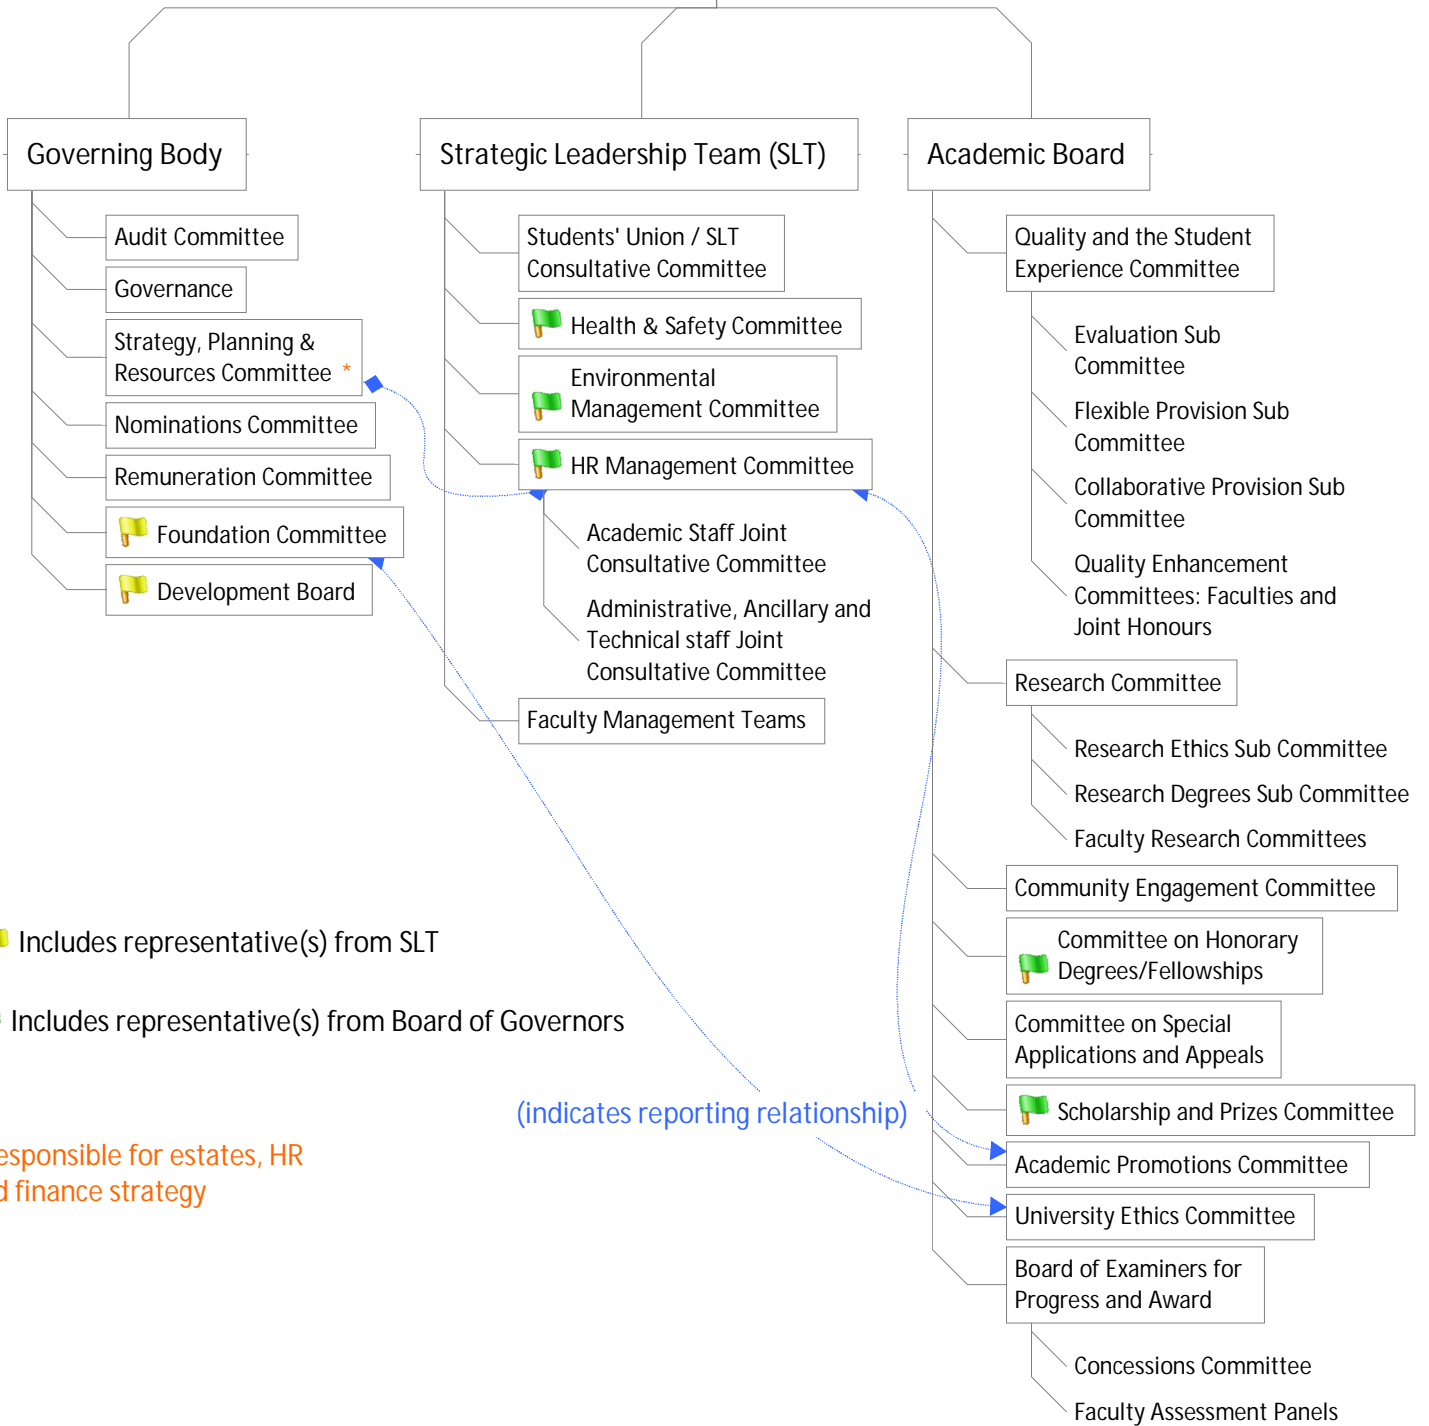 Governing Body
Audit Committee
Governance
Strategy, Planning &
Resources Committee *
Nominations Committee
Remuneration Committee
Foundation Committee
Development Board
Strategic Leadership Team (SLT)
Students' Union / SLT
Consultative Committee
Health & Safety Committee
Environmental
Management Committee
HR Management Committee
Academic Staff Joint
Consultative Committee
Administrative, Ancillary and
Technical staff Joint
Consultative Committee
Faculty Management Teams
Academic Board
Quality and the Student
Experience Committee
Evaluation Sub
Committee
Flexible Provision Sub
Committee
Collaborative Provision Sub
Committee
Quality Enhancement
Committees: Faculties and
Joint Honours
Research Committee
Research Ethics Sub Committee
Research Degrees Sub Committee
Faculty Research Committees
Community Engagement Committee
Committee on Honorary
Degrees/Fellowships
Committee on Special
Applications and Appeals
Scholarship and Prizes Committee
Academic Promotions Committee
University Ethics Committee
Board of Examiners for
Progress and Award
Concessions Committee
Faculty Assessment Panels
Includes representative(s) from SLT
Includes representative(s) from Board of Governors
(indicates reporting relationship)
esponsible for estates, HR
d finance strategy